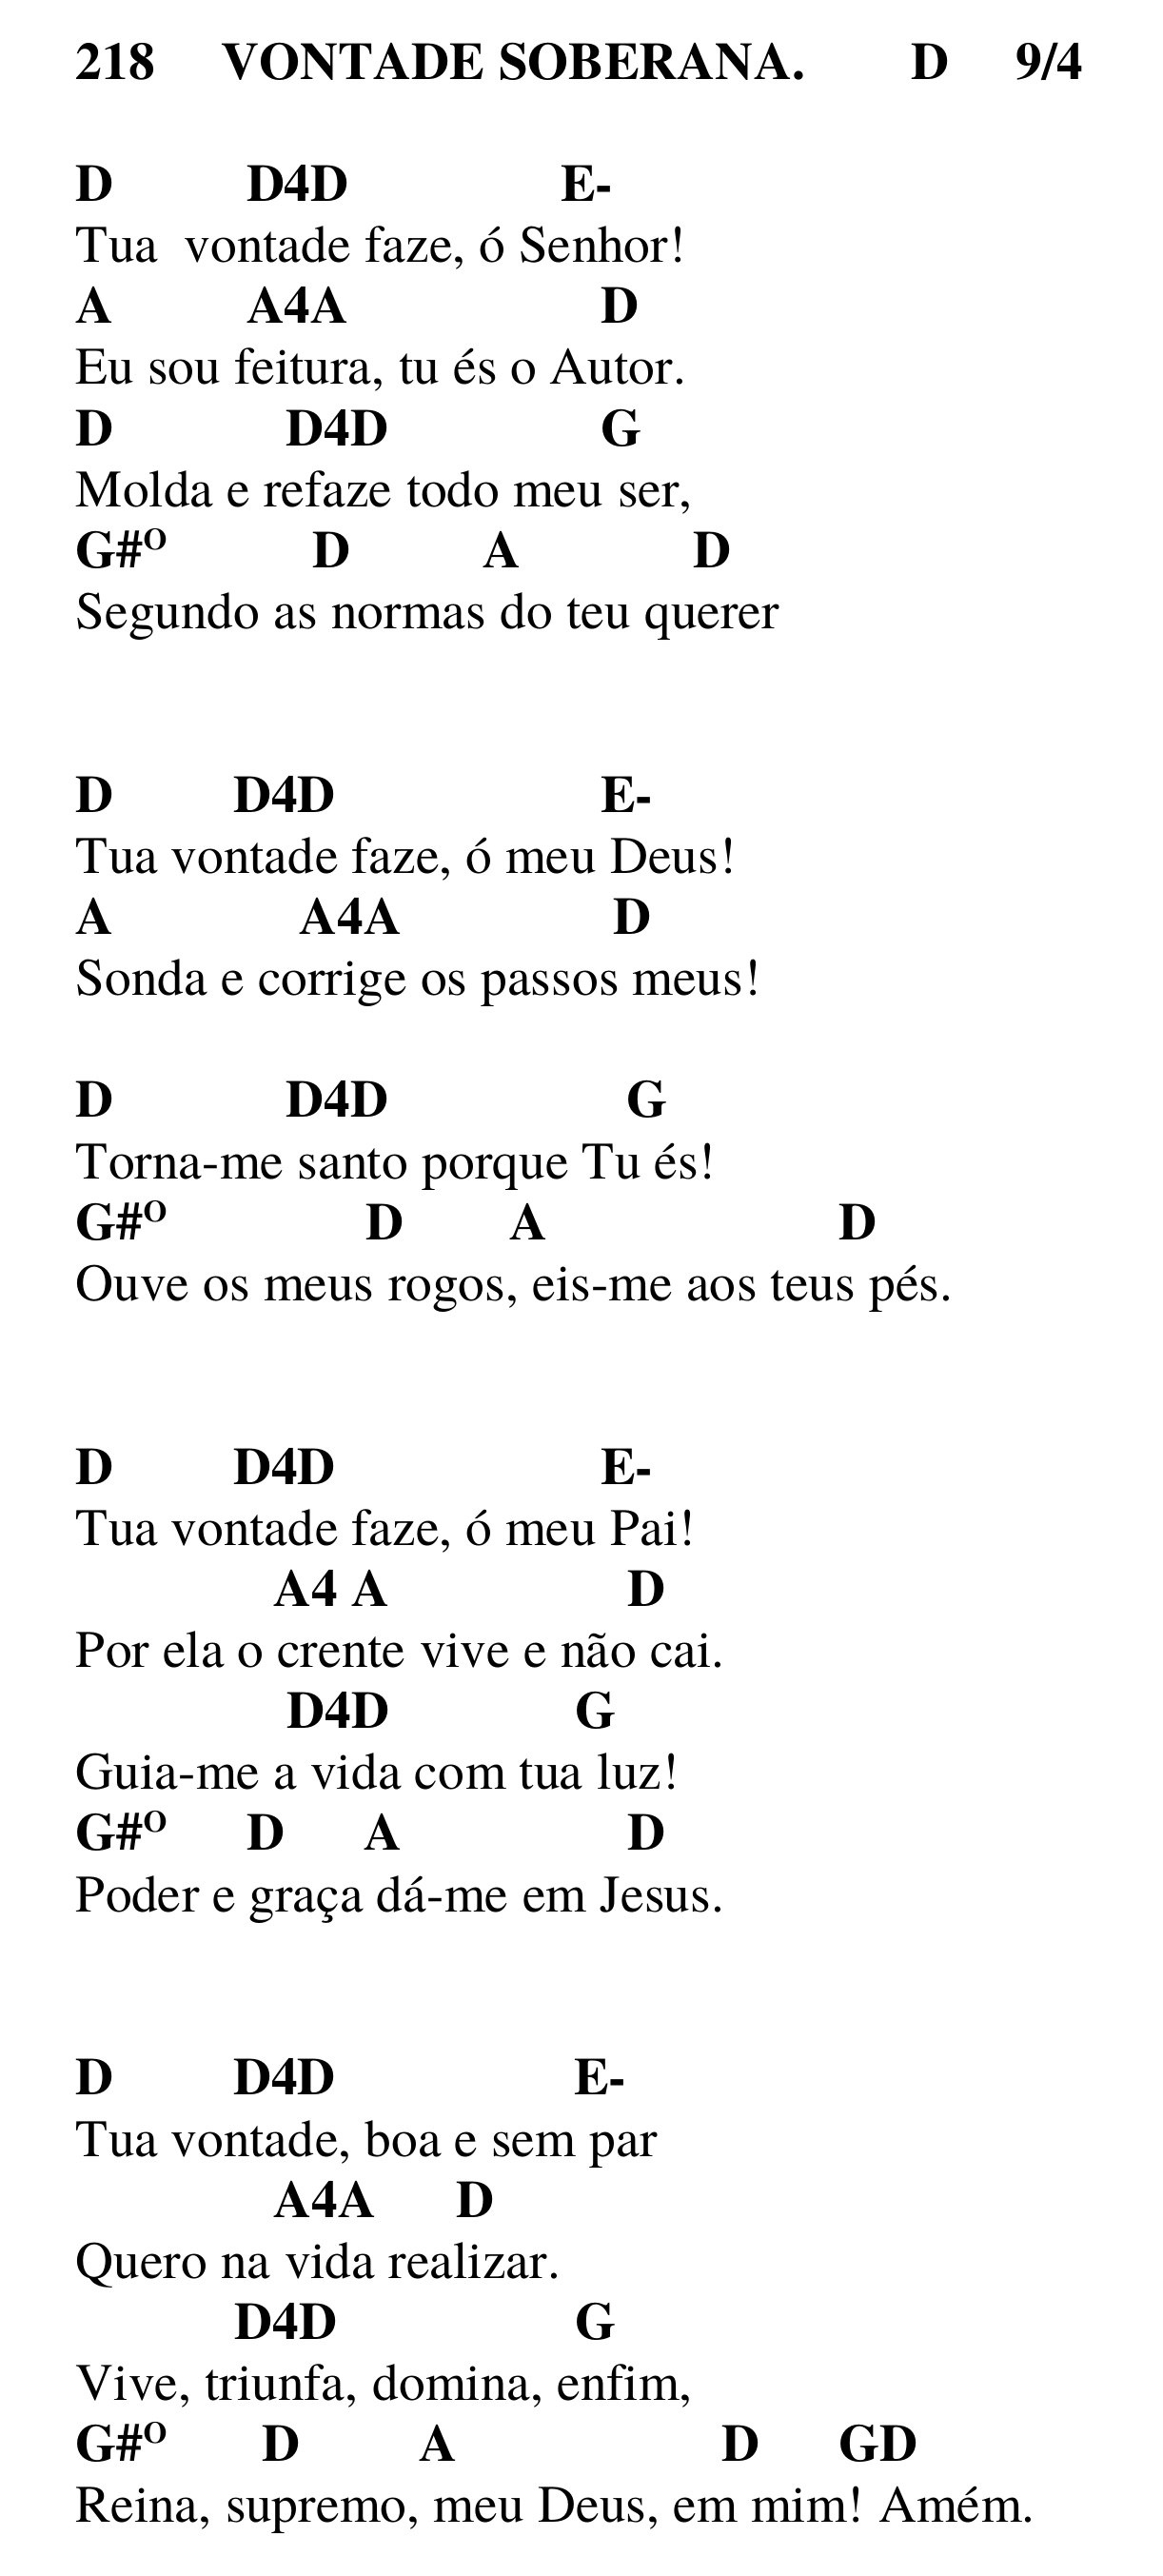 218 VONTADE SOBERANA. D 9/4
D D4D E-
Tua vontade faze, ó Senhor!
A A4A D
Eu sou feitura, tu és o Autor.
D D4D G
Molda e refaze todo meu ser,
G#º D A D
Segundo as normas do teu querer
D D4D E-
Tua vontade faze, ó meu Deus!
A A4A D
Sonda e corrige os passos meus!
D D4D G
Torna-me santo porque Tu és!
G#º D A D
Ouve os meus rogos, eis-me aos teus pés.
D D4D E-
Tua vontade faze, ó meu Pai!
A4 A D
Por ela o crente vive e não cai.
D4D G
Guia-me a vida com tua luz!
G#º D A D
Poder e graça dá-me em Jesus.
D D4D E-
Tua vontade, boa e sem par
A4A D
Quero na vida realizar.
D4D G
Vive, triunfa, domina, enfim,
G#º D A D GD
Reina, supremo, meu Deus, em mim! Amém.